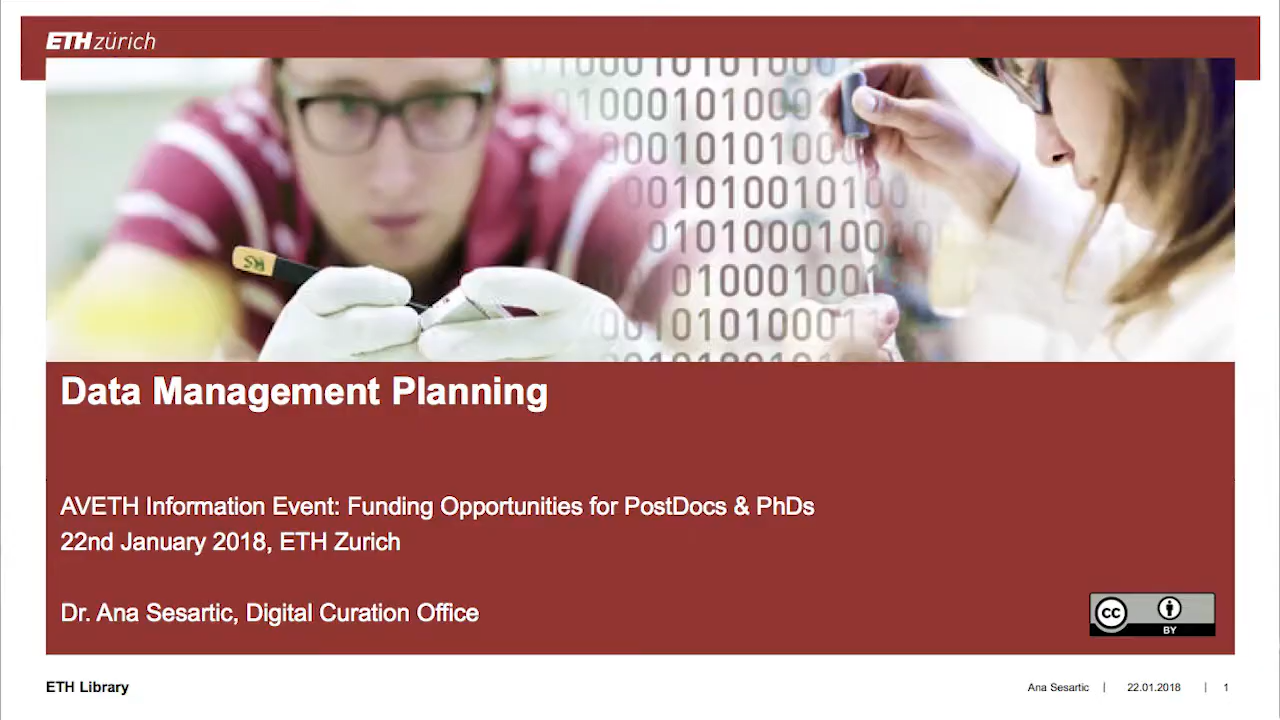 ETH zürich
Data Management Planning
AVETH Information Event: Funding Opportunities for PostDocs & PhDs
22nd January 2018, ETH Zurich
Dr. Ana Sesartic, Digital Curation Office
CC BY
ETH Library
Ana Sesartic | 22.01.2018 | 1